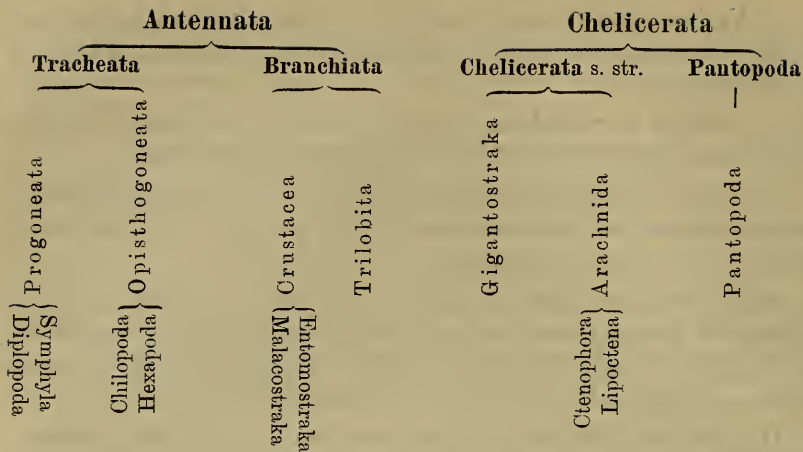 Antennata
Chelicerata
Tracheata
Branchiata
Chelicerata s. str.
Pantopoda
Progoneata
Opisthogoneata
Crustacea
Trilobita
Gigantostraka
Arachnida
Pantopoda
Symphyla
Diplopoda
Chilopoda
Hexapoda
Entomostraka
Malacostraka
Ctenophora
Lipoctena